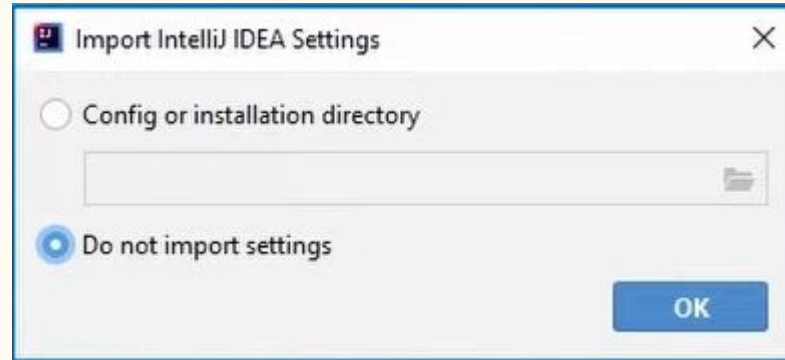 Import IntelliJ IDEA Settings
Config or installation directory
Do not import settings
OK